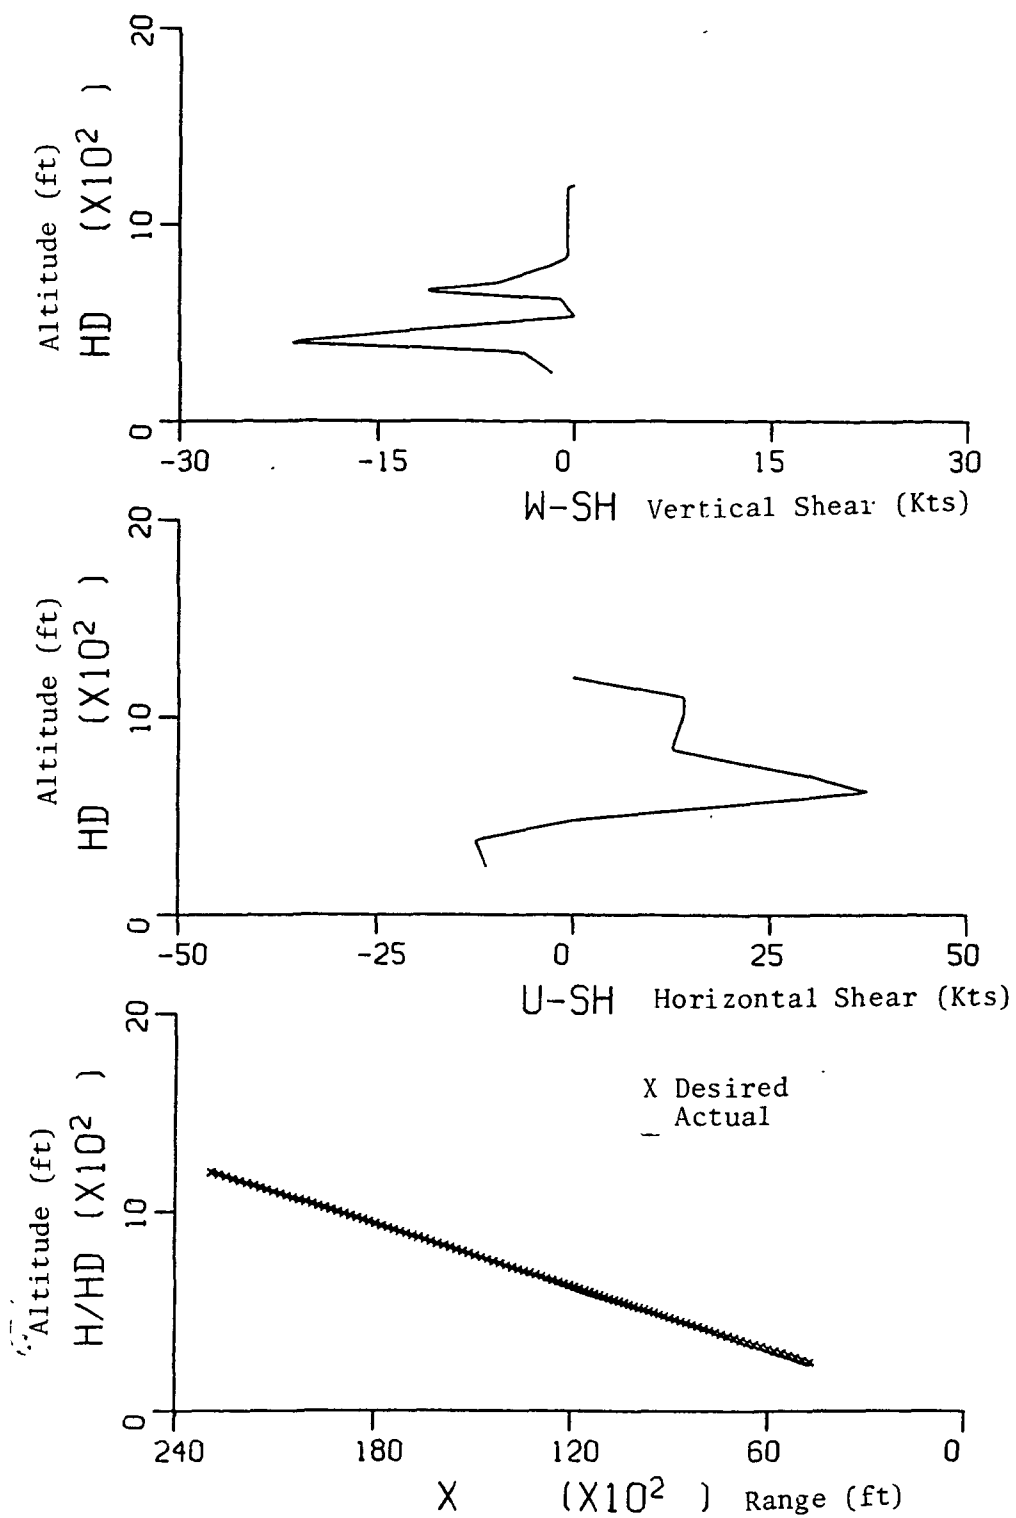 20
10
0
Altitude (ft)
HD (X10²)
-30 -15 0 15 30
W-SH Vertical Shear (Kts)
20
10
0
Altitude (ft)
HD (X10²)
-50 -25 0 25 50
U-SH Horizontal Shear (Kts)
20
10
0
Altitude (ft)
H/HD (X10²)
X Desired
_ Actual
240 180 120 60 0
X (X10²) Range (ft)